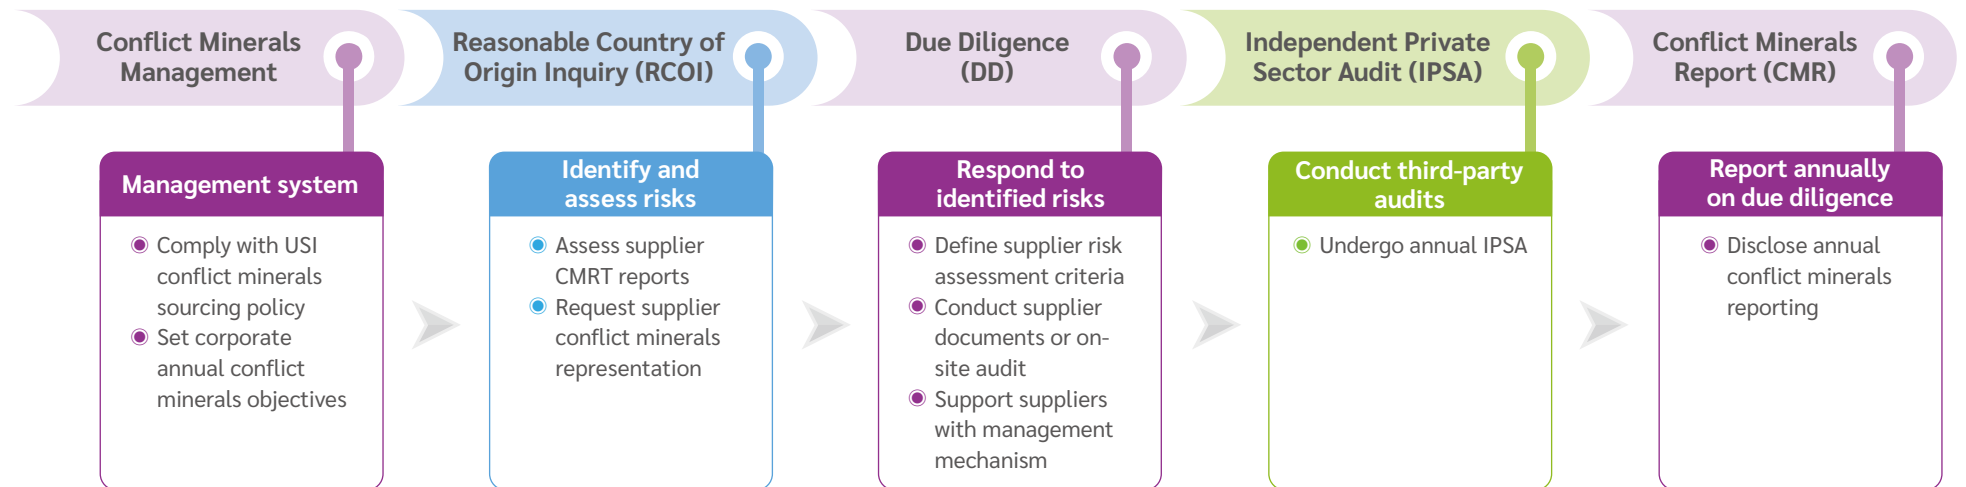 Conflict Minerals
Management
Reasonable Country of
Origin Inquiry (RCOI)
Due Diligence
(DD)
Independent Private
Sector Audit (IPSA)
Conflict Minerals
Report (CMR)
Management system
Comply with USI
conflict minerals
sourcing policy
Set corporate
annual conflict
minerals objectives
Identify and
assess risks
Assess supplier
CMRT reports
Request supplier
conflict minerals
representation
Respond to
identified risks
Define supplier risk
assessment criteria
Conduct supplier
documents or on-
site audit
Support suppliers
with management
mechanism
Conduct third-party
audits
Undergo annual IPSA
Report annually
on due diligence
Disclose annual
conflict minerals
reporting